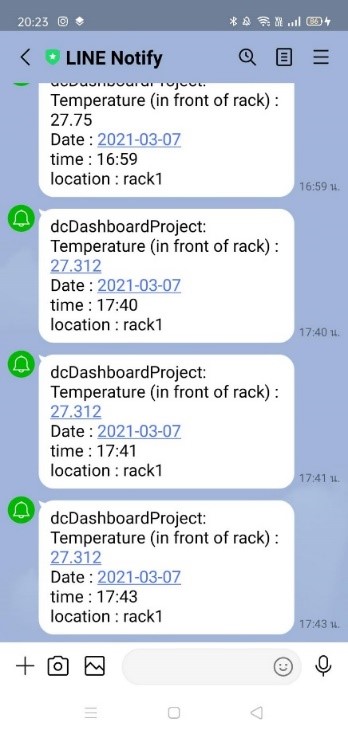 20:23
LINE Notify
dcDashboardProject:
Temperature (in front of rack) :
27.75
Date : 2021-03-07
time : 16:59
location : rack1
16:59 น.
dcDashboardProject:
Temperature (in front of rack) :
27.312
Date : 2021-03-07
time : 17:40
location : rack1
17:40 น.
dcDashboardProject:
Temperature (in front of rack) :
27.312
Date : 2021-03-07
time : 17:41
location : rack1
17:41 น.
dcDashboardProject:
Temperature (in front of rack) :
27.312
Date : 2021-03-07
time : 17:43
location : rack1
17:43 น.